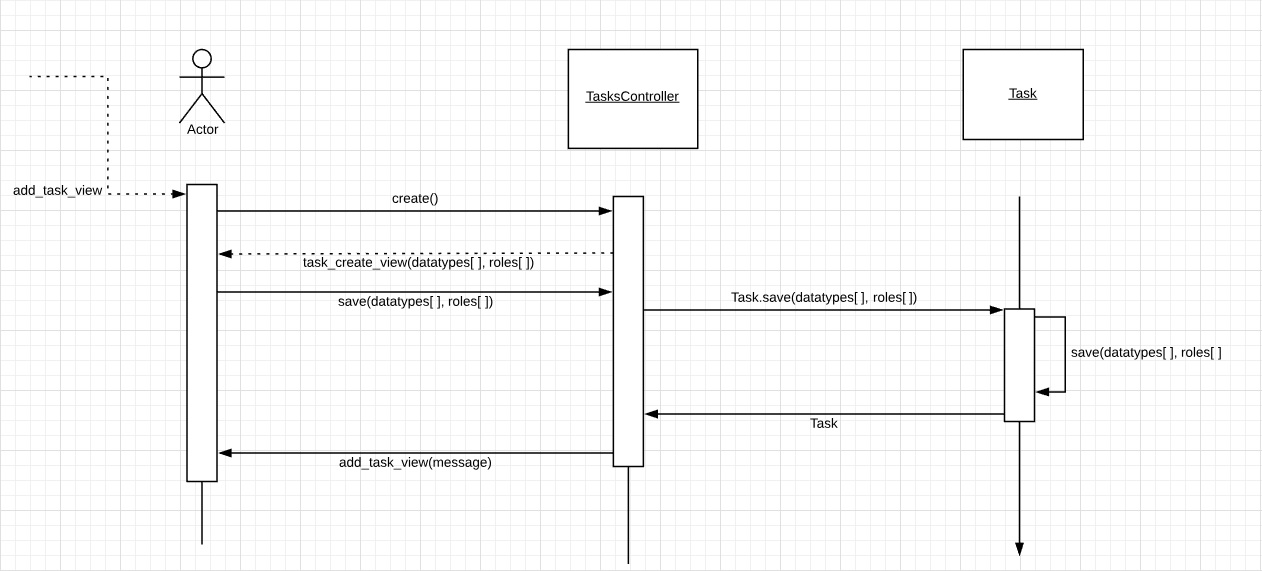 TasksController
Task
Actor
add_task_view
create()
task_create_view(datatypes[ ], roles[ ])
save(datatypes[ ], roles[ ])
Task.save(datatypes[ ], roles[ ])
save(datatypes[ ], roles[ ]
Task
add_task_view(message)